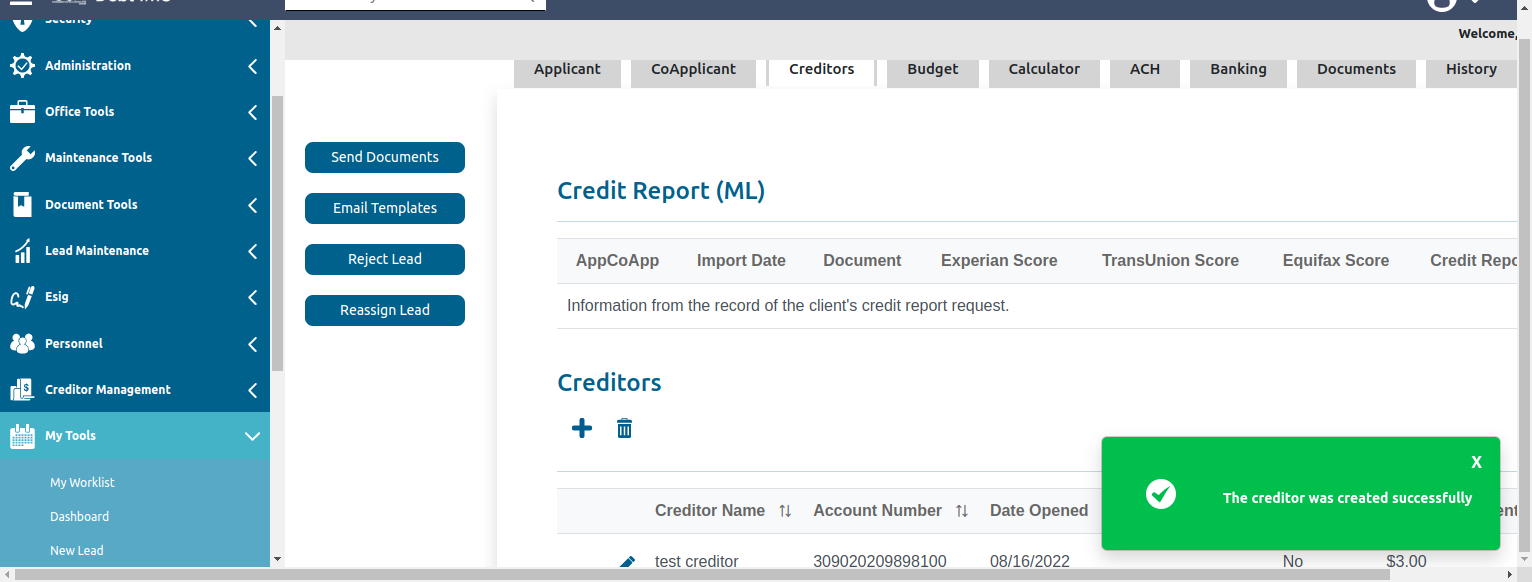 Security
Welcome,
Administration
Office Tools
Maintenance Tools
Document Tools
Lead Maintenance
Esig
Personnel
Creditor Management
My Tools
My Worklist
Dashboard
New Lead
Applicant CoApplicant Creditors Budget Calculator ACH Banking Documents History
Send Documents
Email Templates
Reject Lead
Reassign Lead
Credit Report (ML)
AppCoApp Import Date Document Experian Score TransUnion Score Equifax Score Credit
Information from the record of the client's credit report request.
Creditors
X
The creditor was created successfully
Creditor Name Account Number Date Opened
test creditor 309020209898100 08/16/2022 No $3.00